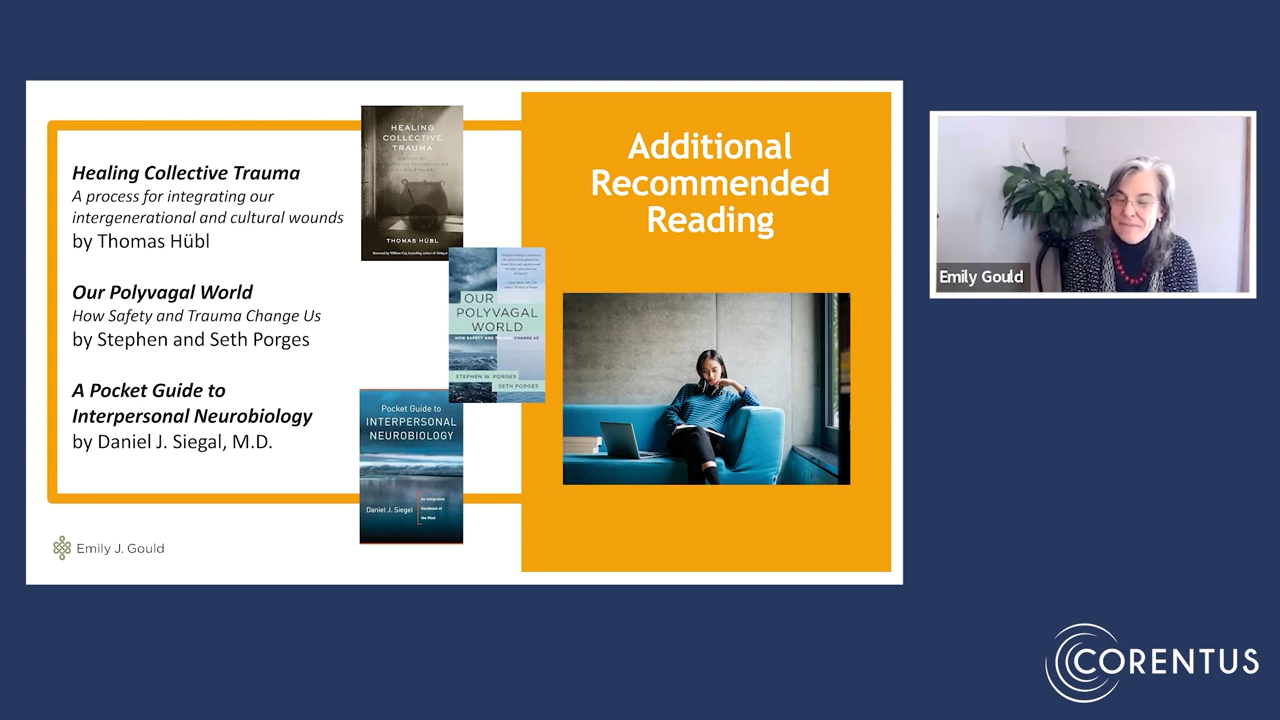 Healing Collective Trauma
A process for integrating our
intergenerational and cultural wounds
by Thomas Hübl
Our Polyvagal World
How Safety and Trauma Change Us
by Stephen and Seth Porges
A Pocket Guide to
Interpersonal Neurobiology
by Daniel J. Siegal, M.D.
HEALING
COLLECTIVE
TRAUMA
THOMAS HÜBL
OUR
POLYVAGAL
WORLD
HOW SAFETY AND TRAUMA CHANGE US
STEPHEN W. PORGES
SETH PORGES
Pocket Guide to
INTERPERSONAL
NEUROBIOLOGY
Daniel J. Siegel
An Integrative
Handbook of
the Mind
Additional
Recommended
Reading
Emily J. Gould
Emily Gould
CORENTUS